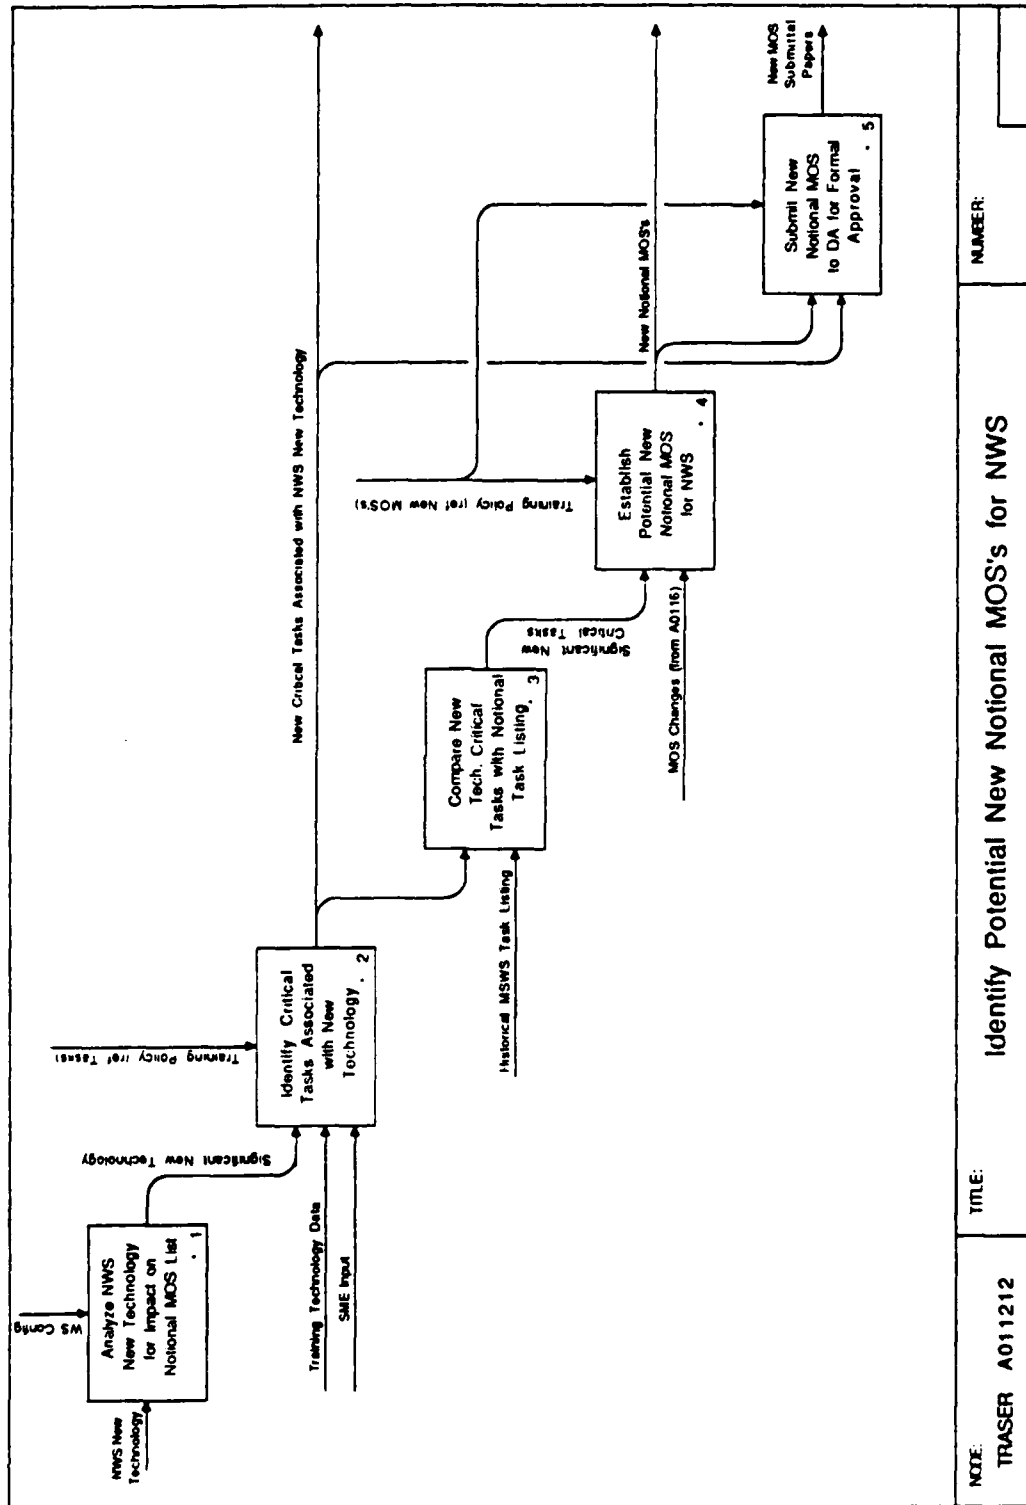 WS Config
NWS New
Technology
Analyze NWS
New Technology
for Impact on
Notional MOS List
. 1
Significant New Technology
Training Policy (ref Tasks)
Training Technology Data
SME Input
Identify Critical
Tasks Associated
with New
Technology
. 2
New Critical Tasks Associated with NWS New Technology
Historical MSWS Task Listing
Compare New
Tech. Critical
Tasks with Notional
Task Listing
. 3
Significant New
Critical Tasks
Training Policy (ref New MOS's)
MOS Changes (from A0116)
Establish
Potential New
Notional MOS
for NWS
. 4
New Notional MOS's
Submit New
Notional MOS
to DA for Formal
Approval
. 5
New MOS
Submittal
Papers
NODE:
TRASER A011212
TITLE:
Identify Potential New Notional MOS's for NWS
NUMBER: